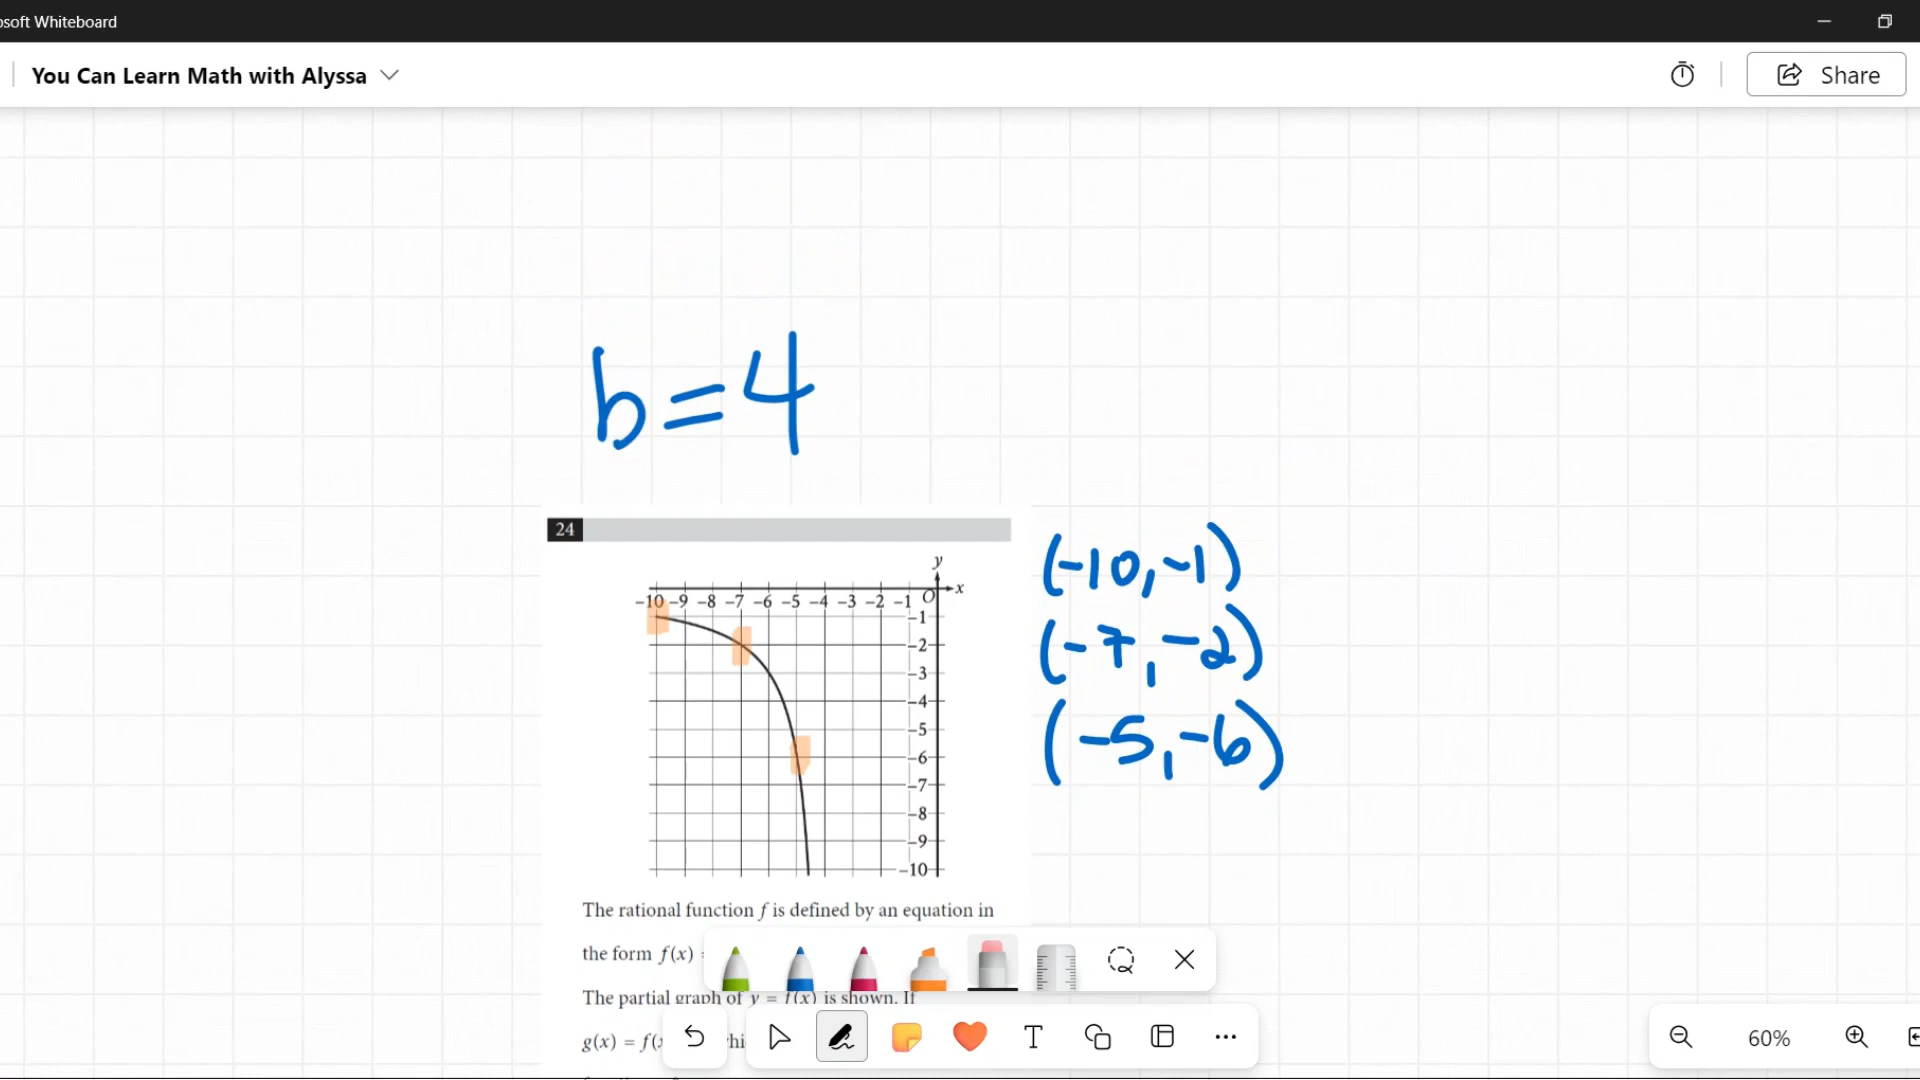 osoft Whiteboard
You Can Learn Math with Alyssa
Share
b=4
24
y
x
-10 -9 -8 -7 -6 -5 -4 -3 -2 -1 O
-1
-2
-3
-4
-5
-6
-7
-8
-9
-10
(-10,-1)
(-7,-2)
(-5,-6)
The rational function f is defined by an equation in
the form f(x) =
The partial graph of y = f(x) is shown. If
g(x) = f(x
T
60%